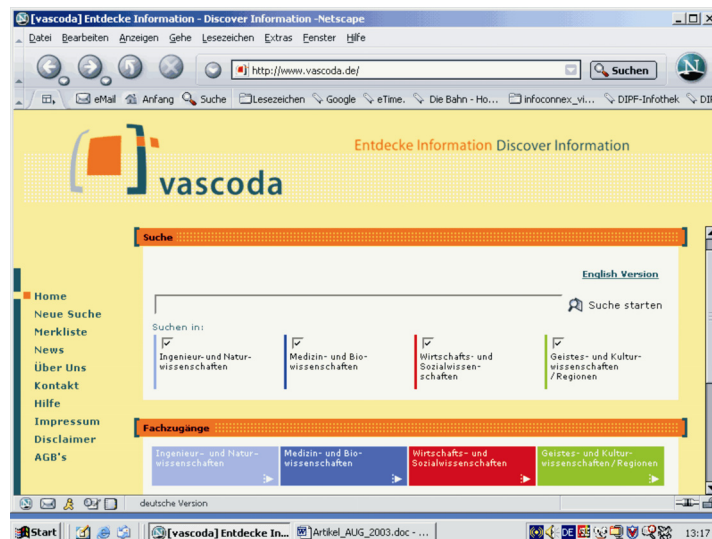 [vascoda] Entdecke Information - Discover Information -Netscape
Datei Bearbeiten Anzeigen Gehe Lesezeichen Extras Fenster Hilfe
http://www.vascoda.de/ Suchen
eMail Anfang Suche Lesezeichen Google eTime. Die Bahn - Ho... infoconnex_vi... DIPF-Infothek
Entdecke Information Discover Information
vascoda
Suche
English Version
Suche starten
Suchen in:
Ingenieur-und Natur-
wissenschaften
Medizin- und Bio-
wissenschaften
Wirtschafts- und
Sozialwissen-
schaften
Geistes- und Kultur-
wissenschaften
/Regionen
Home
Neue Suche
Merkliste
News
Über Uns
Kontakt
Hilfe
Impressum
Disclaimer
AGB's
Fachzugänge
Ingenieur- und Natur-
wissenschaften
Medizin- und Bio-
wissenschaften
Wirtschafts- und
Sozialwissenschaften
Geistes- und Kultur-
wissenschaften/Regionen
deutsche Version
Start [vascoda] Entdecke In... Artikel_AUG_2003.doc - ... DE 13:17